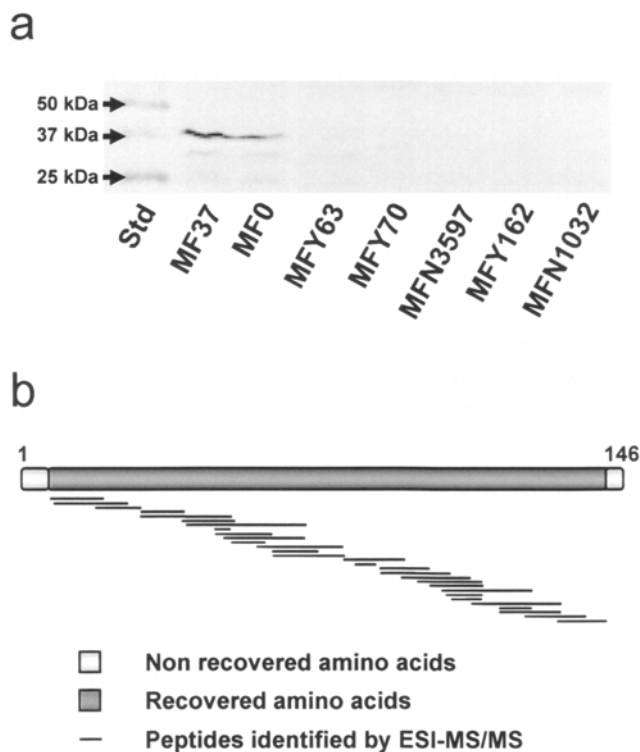 a
50 kDa
37 kDa
25 kDa
Std
MF37
MF0
MFY63
MFY70
MFN3597
MFY162
MFN1032
b
1 146
Non recovered amino acids
Recovered amino acids
Peptides identified by ESI-MS/MS